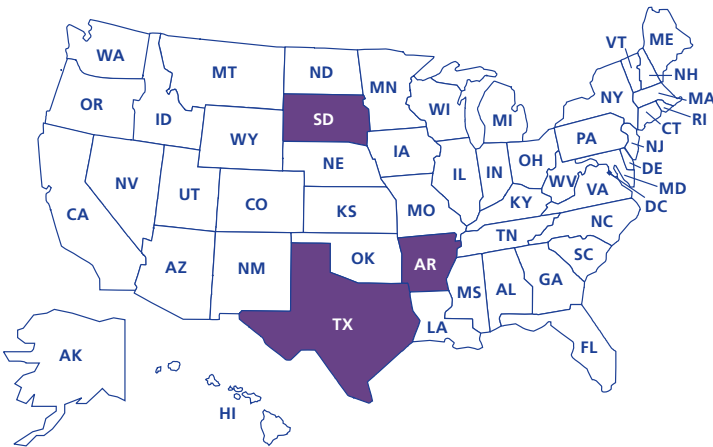 WA
MT
ND
MN
VT
ME
NH
MA
RI
CT
NY
OR
ID
SD
WI
MI
WY
IA
PA
NJ
DE
MD
DC
NE
NV
UT
CO
IL
IN
OH
WV
VA
KY
KS
MO
CA
NC
TN
SC
AZ
NM
OK
AR
MS
AL
GA
TX
LA
FL
AK
HI